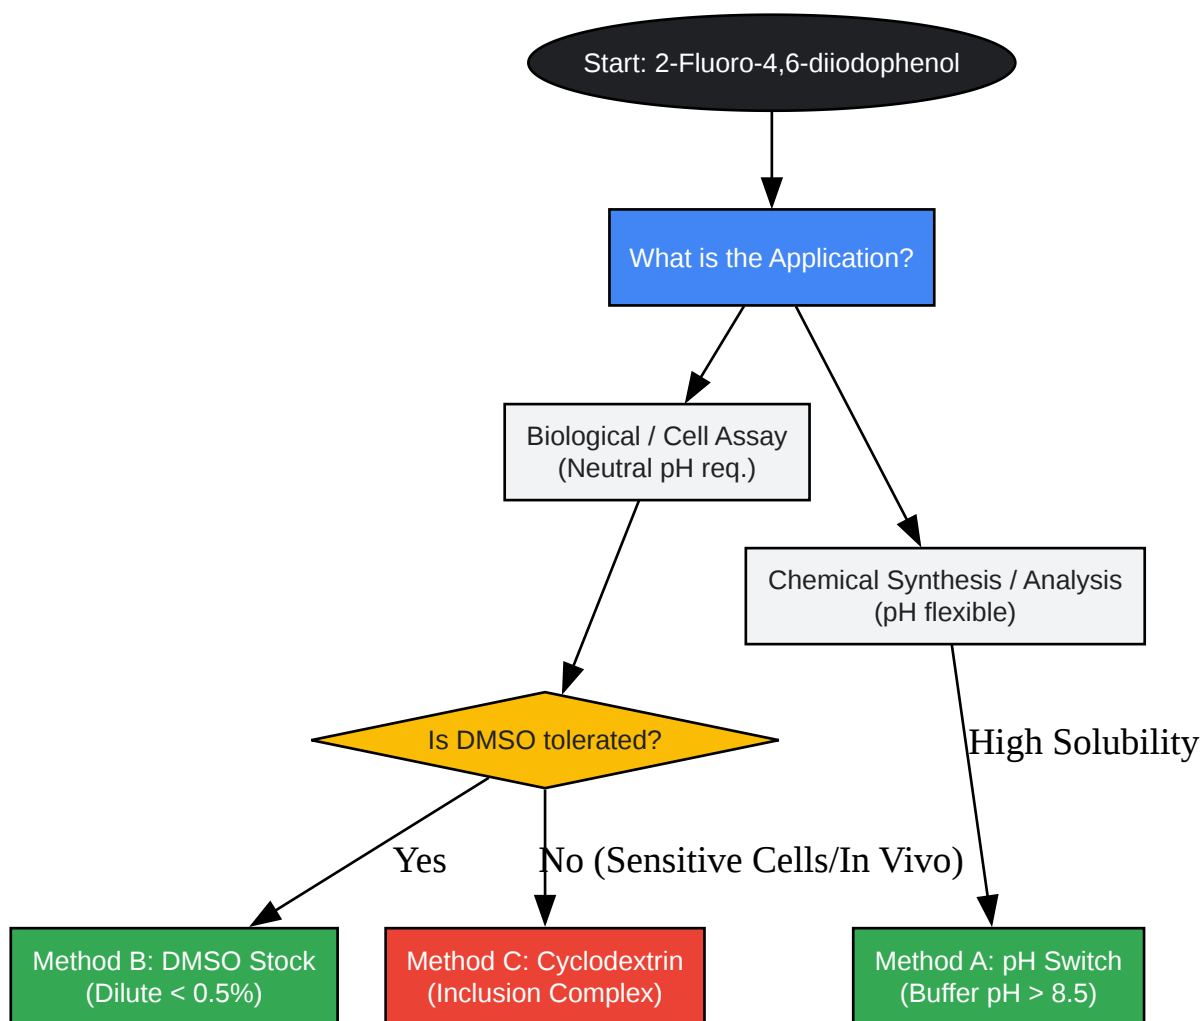 Start: 2-Fluoro-4,6-diiodophenol
What is the Application?
Biological / Cell Assay
(Neutral pH req.)
Chemical Synthesis / Analysis
(pH flexible)
Is DMSO tolerated?
High Solubility
Yes
No (Sensitive Cells/In Vivo)
Method B: DMSO Stock
(Dilute < 0.5%)
Method C: Cyclodextrin
(Inclusion Complex)
Method A: pH Switch
(Buffer pH > 8.5)